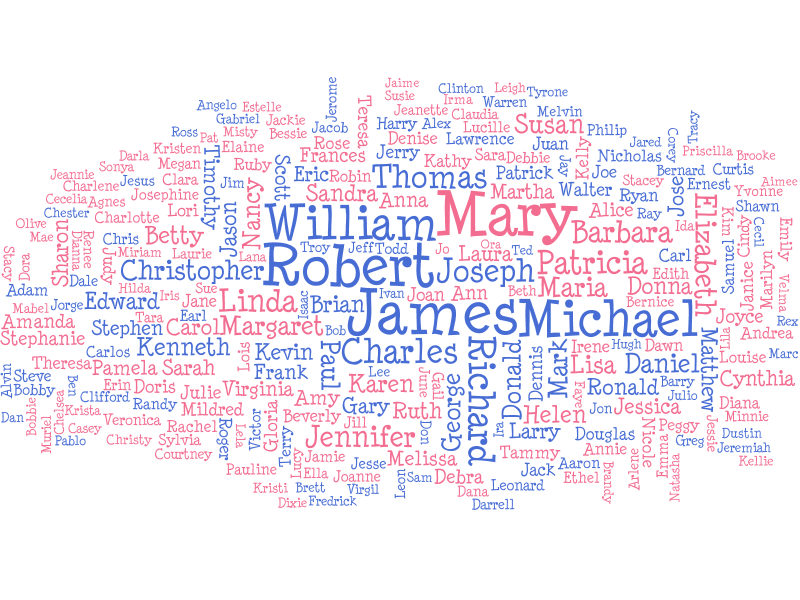 Jaime
Clinton
Leigh
Tyrone
Jerome
Susie
Irma
Warren
Angelo
Estelle
Teresa
Jeanette
Claudia
Melvin
Gabriel
Jackie
Jacob
Harry
Alex
Lucille
Susan
Philip
Tracy
Ross
Pat
Misty
Bessie
Rose
Denise
Lawrence
Juan
Kelly
Jared
Corey
Kristen
Elaine
Frances
Jerry
Kathy
Sara
Debbie
Jay
Nicholas
Priscilla
Brooke
Darla
Sonya
Megan
Timothy
Ruby
Scott
Eric
Robin
Thomas
Patrick
Joe
Bernard
Curtis
Jeannie
Charlene
Jesus
Clara
Jim
Nancy
Sandra
Anna
Martha
Walter
Stacey
Ryan
Jose
Ernest
Yvonne
Aimee
Cecelia
Agnes
Josephine
Jason
William
Mary
Alice
Ray
Elizabeth
Kim
Shawn
Chester
Charlotte
Lori
Barbara
Ida
Cindy
Cecil
Emily
Olive
Mae
Sharon
Dianna
Renee
Judy
Chris
Betty
Miriam
Laurie
Lana
Robert
Troy
Jeff
Todd
Jo
Ora
Laura
Ted
Patricia
Carl
Samuel
Janice
Marilyn
Velma
Stacy
Dora
Christopher
Joseph
Edith
Donna
Adam
Dale
Hilda
Iris
Jane
Sue
Linda
Isaac
Brian
Ivan
Joan
Ann
Beth
Maria
Bernice
Mabel
Jorge
Edward
Earl
James
Michael
Joyce
Lila
Rex
Amanda
Stephanie
Stephen
Tara
Carol
Margaret
Bob
Andrea
Carlos
Kenneth
Lois
Kevin
Paul
Charles
Richard
Donald
Dennis
Mark
Irene
Hugh
Dawn
Matthew
Louise
Marc
Theresa
Pamela
Sarah
Frank
Lee
June
Gail
Lisa
Daniel
Cynthia
Alvin
Steve
Bobby
Ben
Erin
Doris
Julie
Virginia
Karen
George
Faye
Ronald
Barry
Julio
Clifford
Amy
Gary
Ruth
Jon
Jessica
Diana
Dan
Bobbie
Muriel
Chelsea
Krista
Randy
Mildred
Gloria
Beverly
Jill
Don
Ira
Helen
Minnie
Jessie
Casey
Veronica
Rachel
Roger
Lela
Victor
Terry
Jennifer
Larry
Douglas
Nicole
Emma
Peggy
Greg
Dustin
Pablo
Christy
Sylvia
Lucy
Jamie
Melissa
Tammy
Annie
Arlene
Jeremiah
Courtney
Pauline
Ella
Joanne
Jesse
Leon
Sam
Debra
Jack
Aaron
Ethel
Brandy
Natasha
Kellie
Kristi
Brett
Virgil
Dana
Leonard
Dixie
Fredrick
Darrell